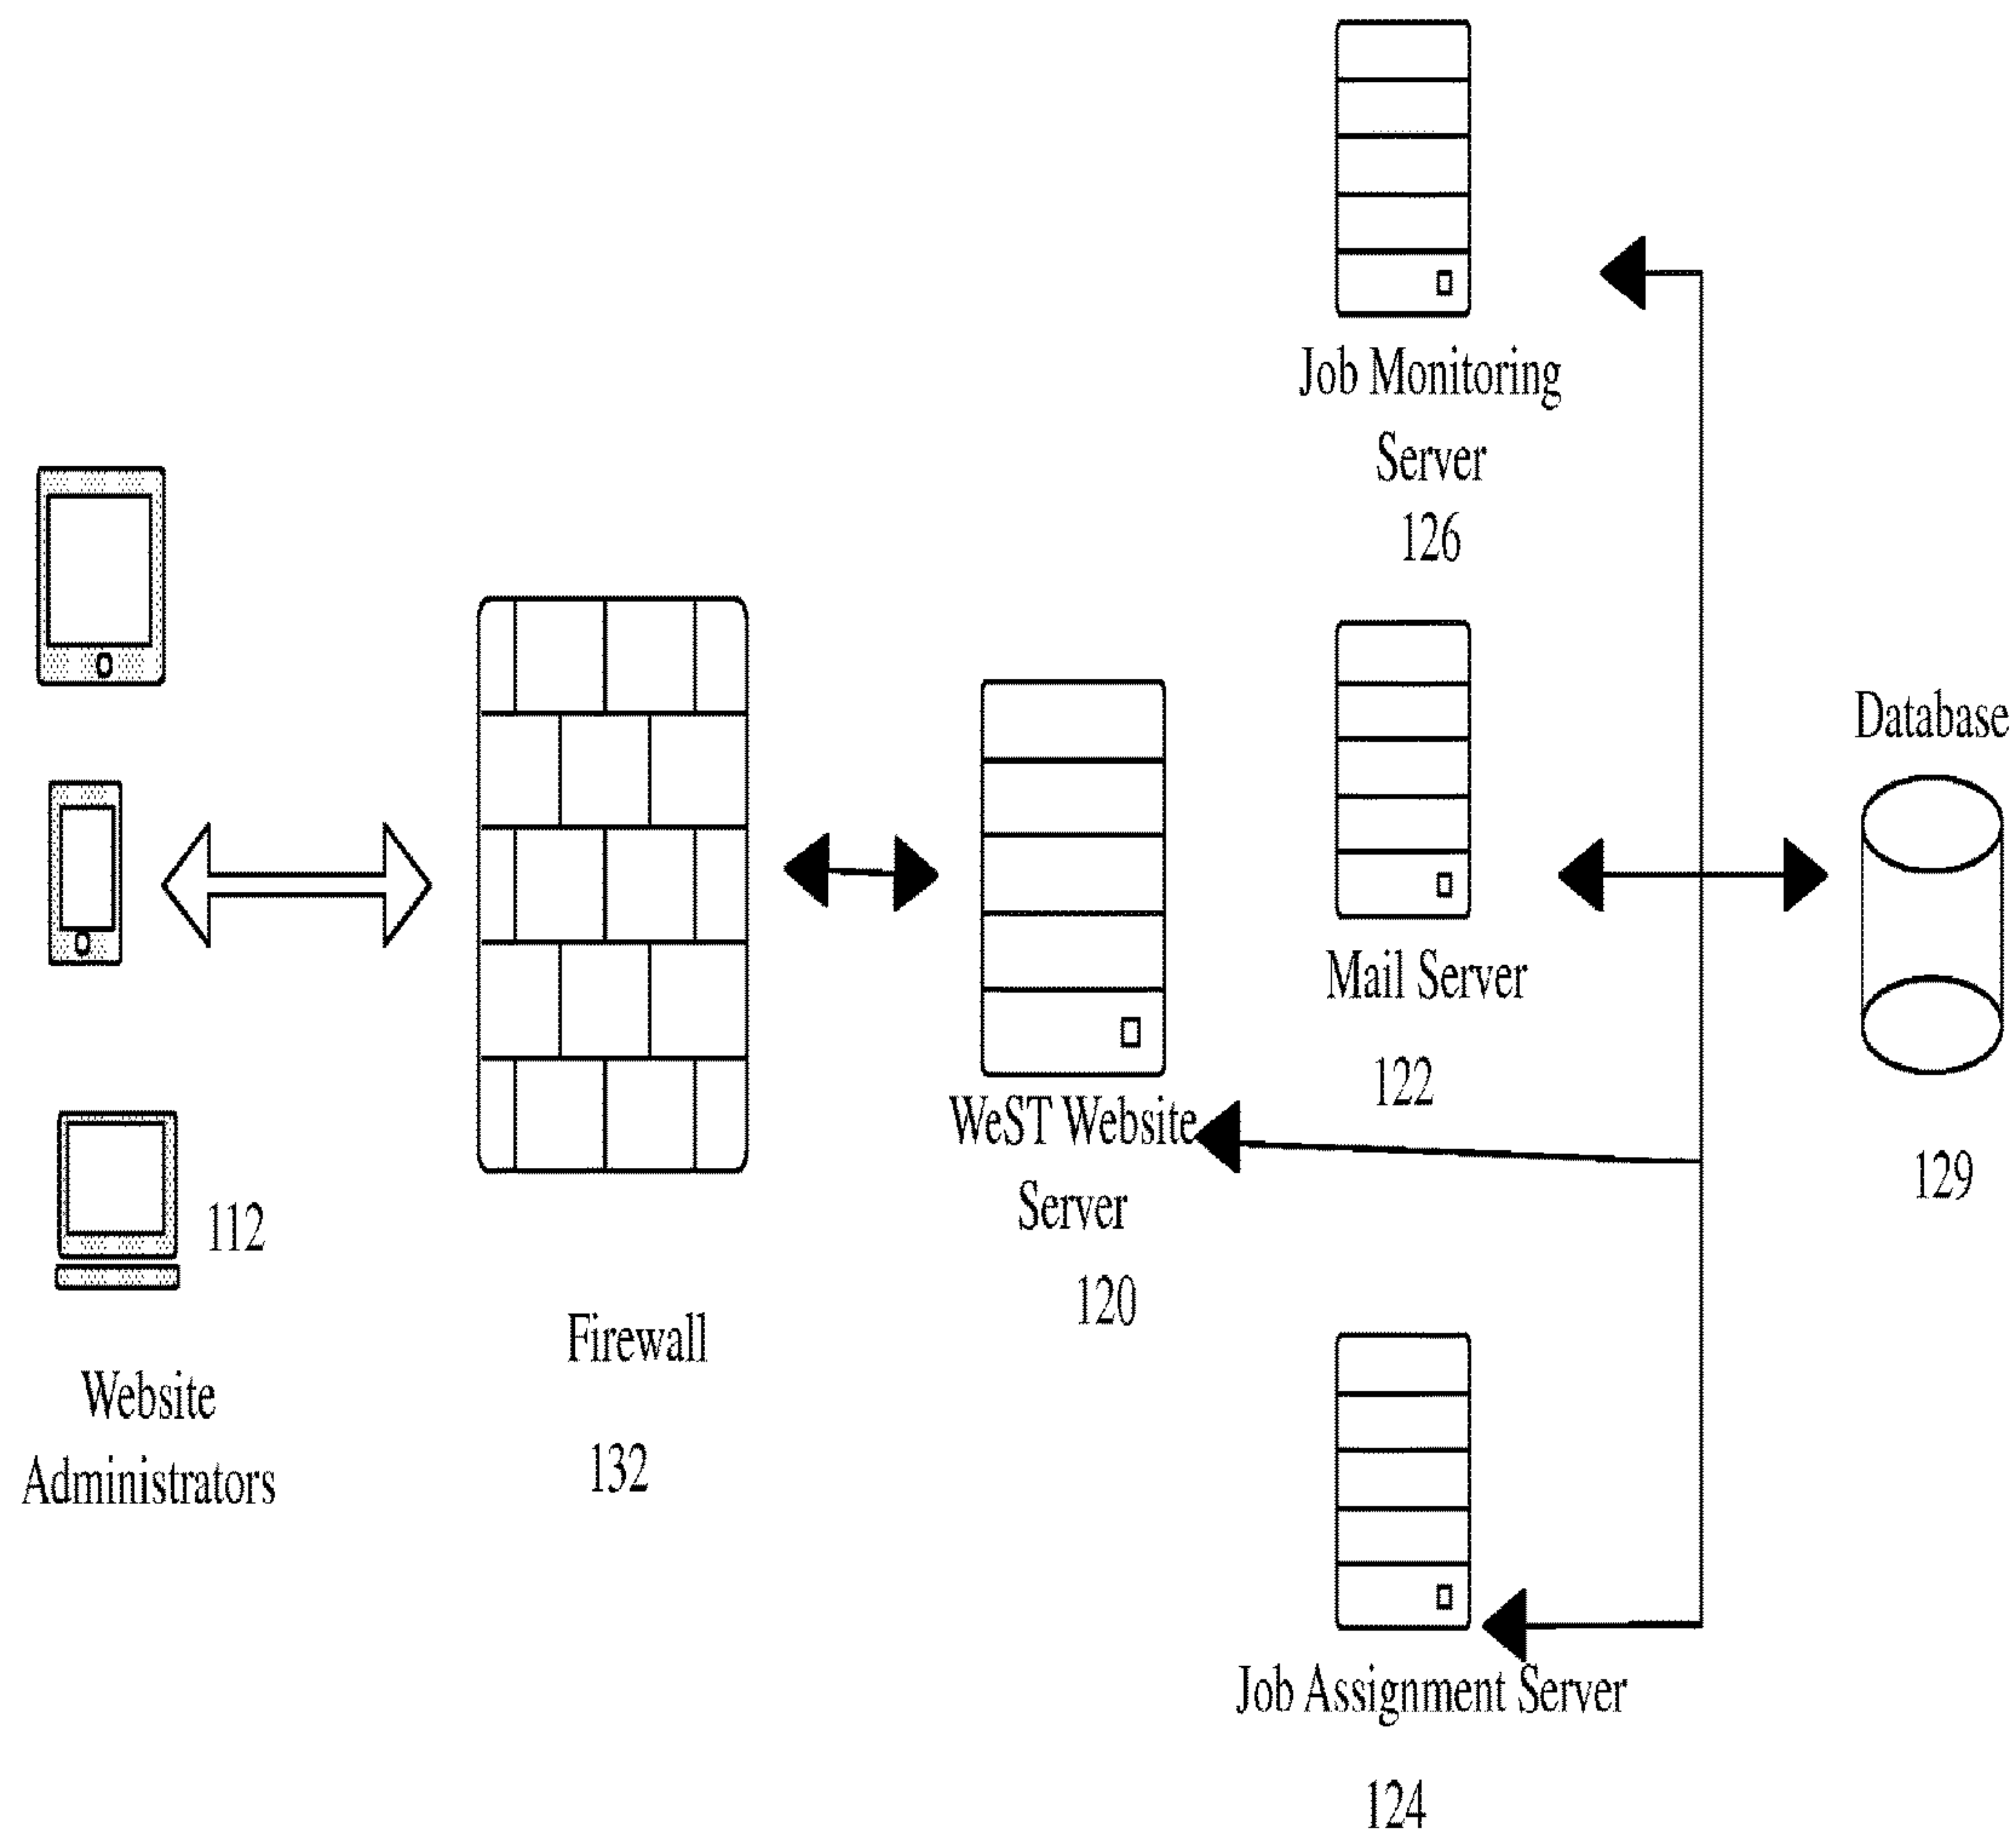 Job Monitoring
Server
126
Database
129
Mail Server
122
WeST Website
Server
120
112
Website
Administrators
Firewall
132
Job Assignment Server
124